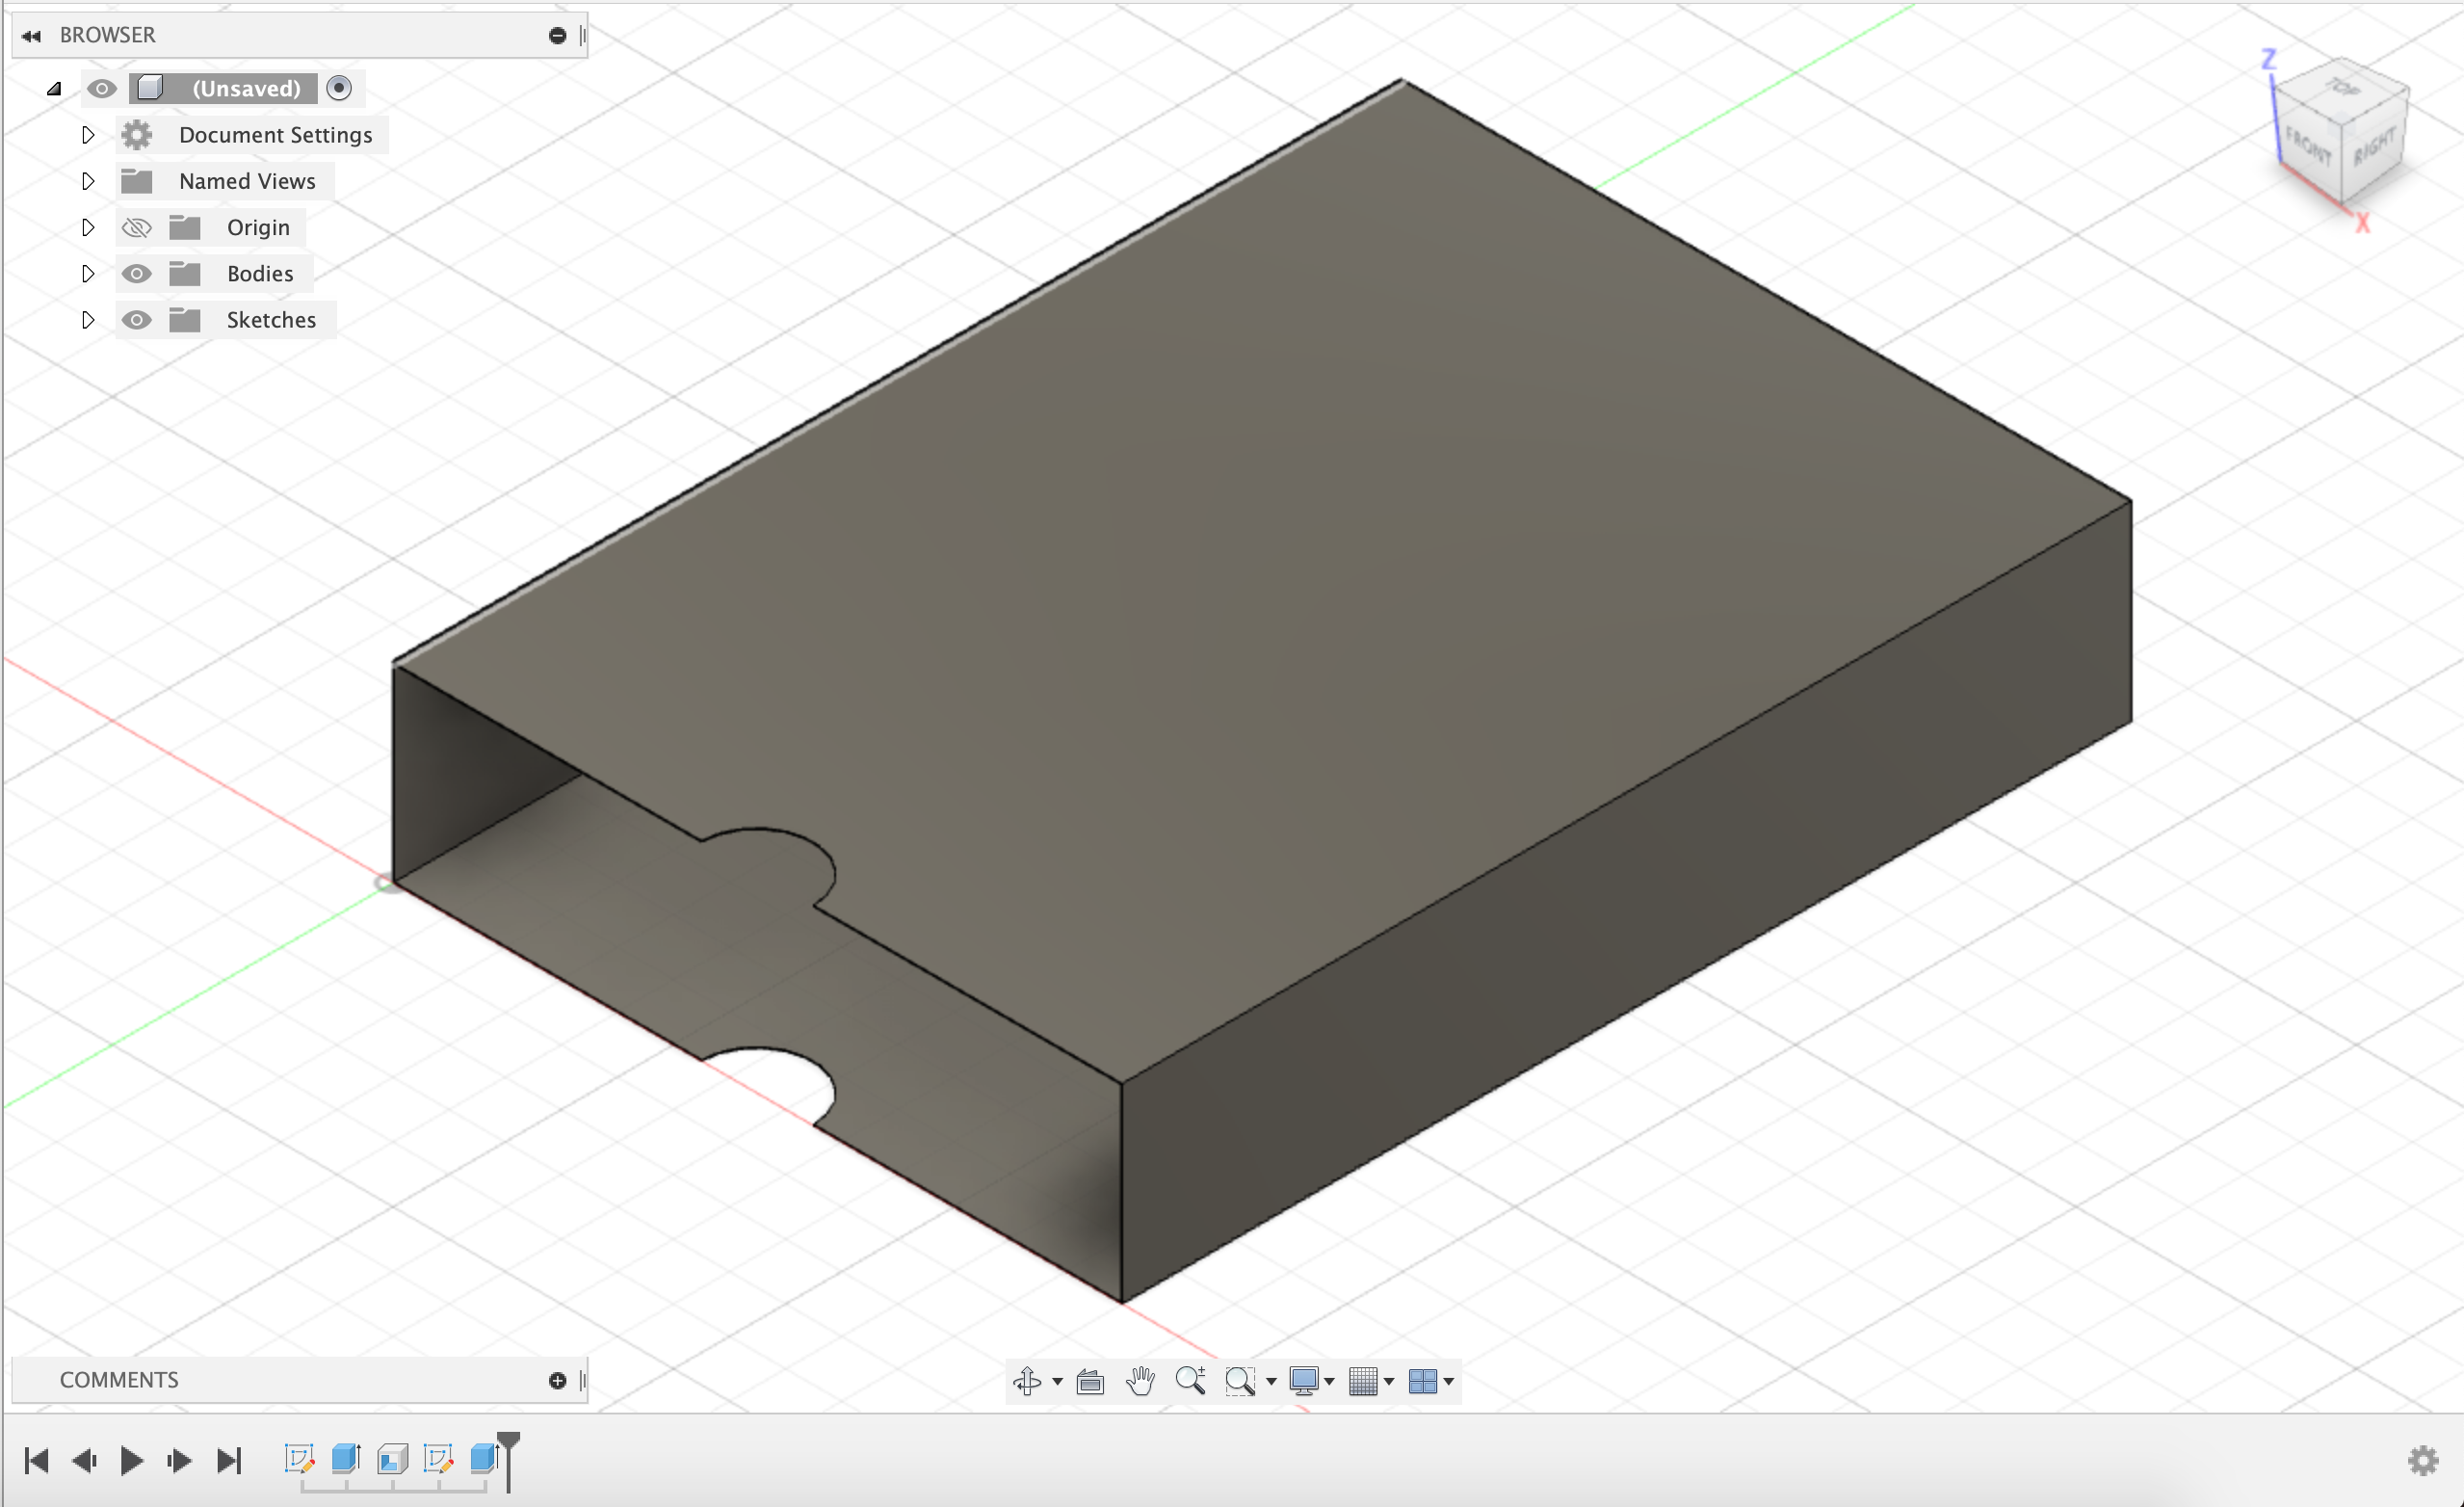 BROWSER
(Unsaved)
Document Settings
Named Views
Origin
Bodies
Sketches
Z
TOP
FRONT
RIGHT
X
COMMENTS